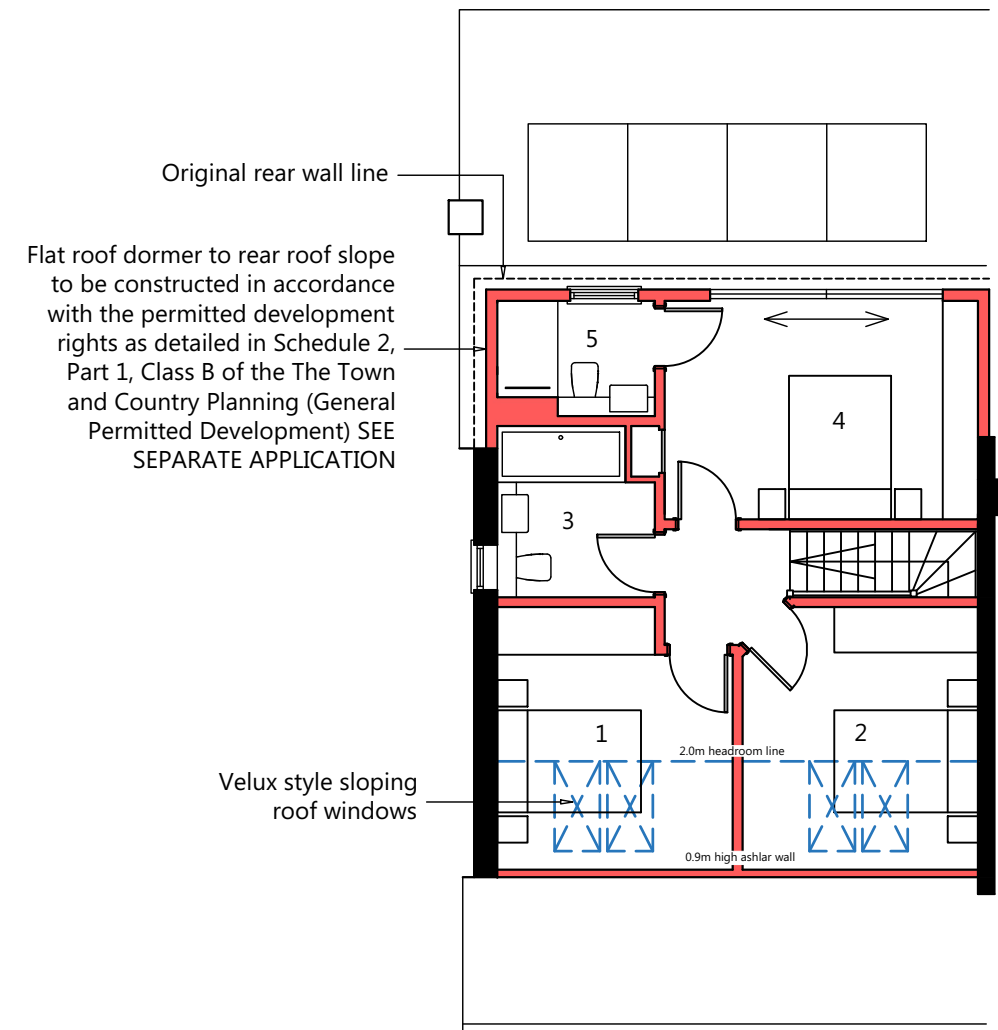 Original rear wall line
Flat roof dormer to rear roof slope
to be constructed in accordance
with the permitted development
rights as detailed in Schedule 2,
Part 1, Class B of the The Town
and Country Planning (General
Permitted Development) SEE
SEPARATE APPLICATION
5
4
3
1
2
2.0m headroom line
Velux style sloping
roof windows
0.9m high ashlar wall